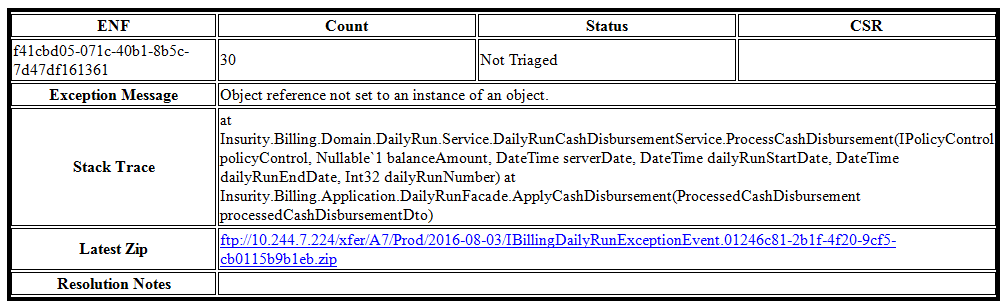 ENF Count Status CSR
f41cbd05-071c-40b1-8b5c-
7d47df161361
30
Not Triaged
Exception Message
Object reference not set to an instance of an object.
Stack Trace
at
Insurity.Billing.Domain.DailyRun.Service.DailyRunCashDisbursementService.ProcessCashDisbursement(IPolicyControl
policyControl, Nullable`1 balanceAmount, DateTime serverDate, DateTime dailyRunStartDate, DateTime
dailyRunEndDate, Int32 dailyRunNumber) at
Insurity.Billing.Application.DailyRunFacade.ApplyCashDisbursement(ProcessedCashDisbursement
processedCashDisbursementDto)
Latest Zip
ftp://10.244.7.224/xfer/A7/Prod/2016-08-03/IBillingDailyRunExceptionEvent.01246c81-2b1f-4f20-9cf5-
cb0115b9b1eb.zip
Resolution Notes